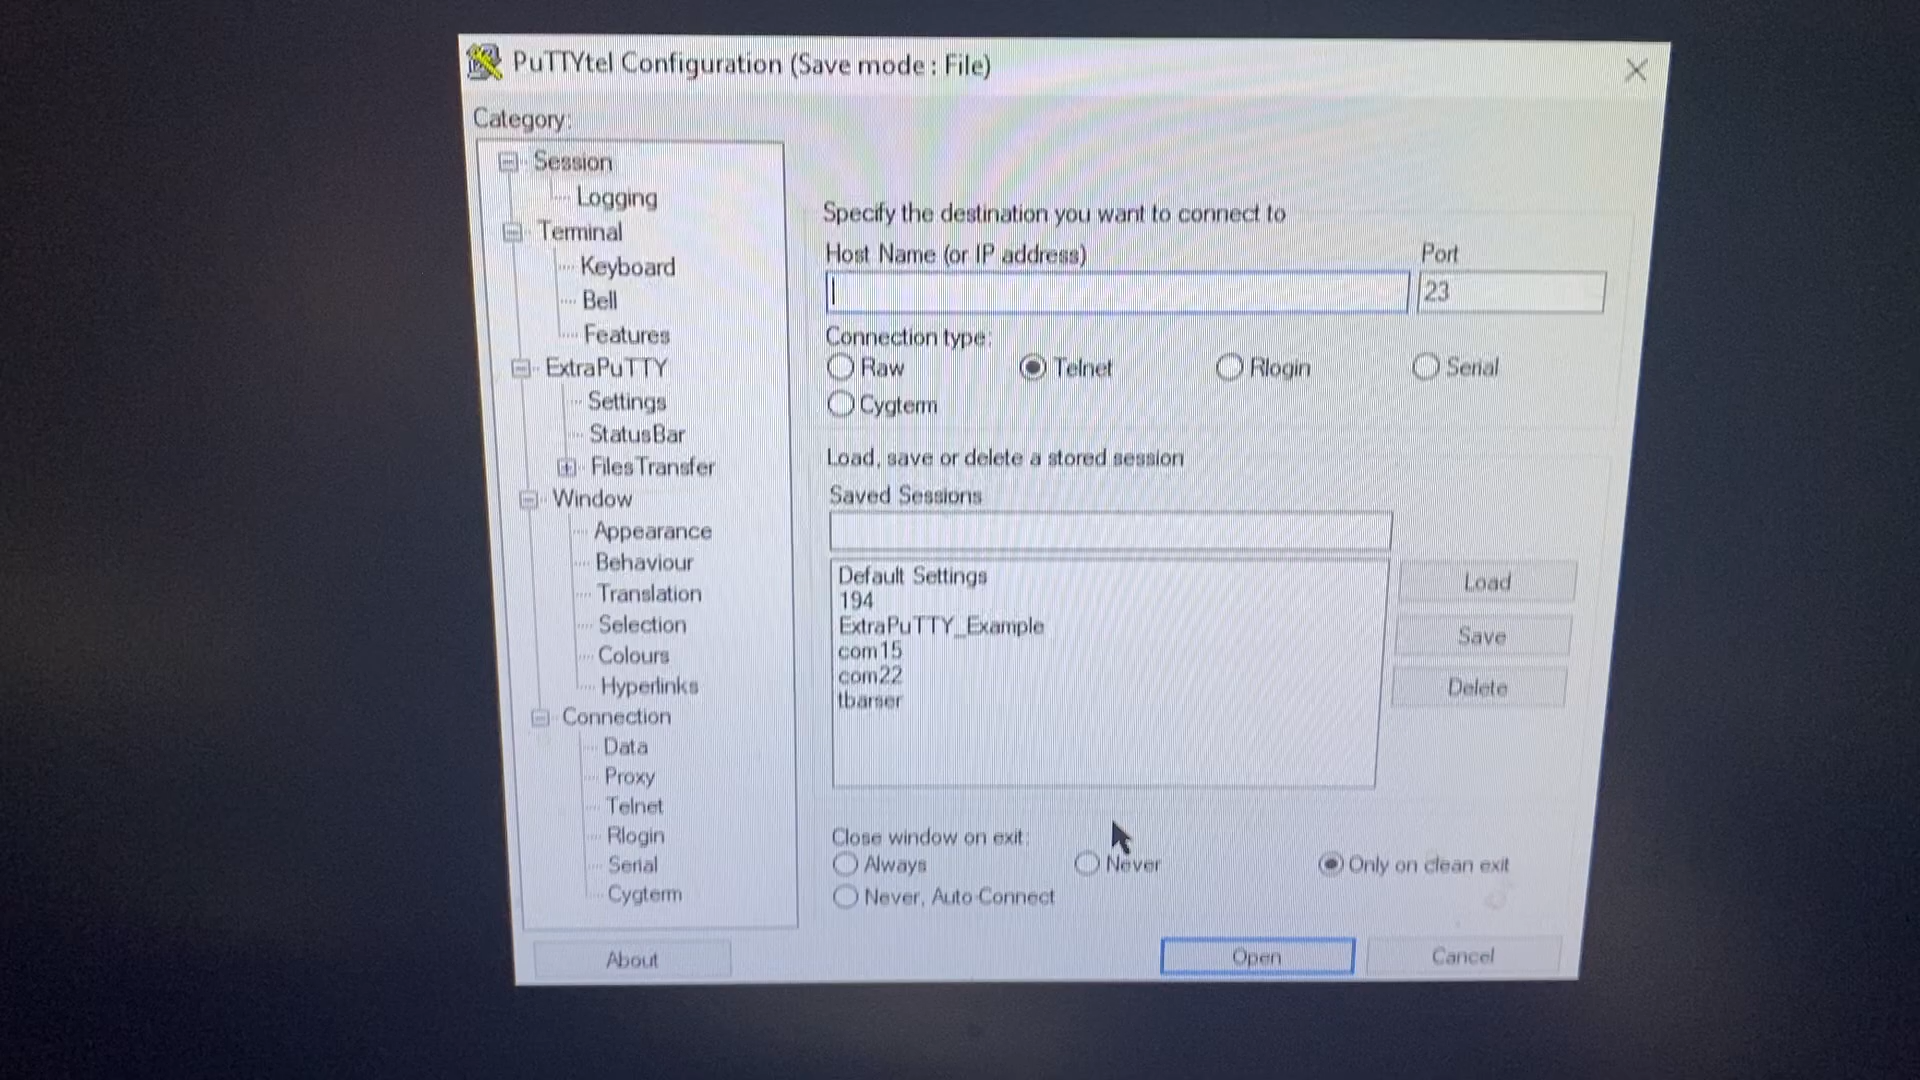 PuTTYtel Configuration (Save mode : File)
Category:
Session
Logging
Terminal
Keyboard
Bell
Features
ExtraPuTTY
Settings
StatusBar
FilesTransfer
Window
Appearance
Behaviour
Translation
Selection
Colours
Hyperlinks
Connection
Data
Proxy
Telnet
Rlogin
Serial
Cygterm
About
Specify the destination you want to connect to
Host Name (or IP address) Port
23
Connection type:
Raw Telnet Rlogin Serial
Cygterm
Load, save or delete a stored session
Saved Sessions
Default Settings
194
ExtraPuTTY_Example
com15
com22
Load
Save
Delete
Close window on exit:
Always Never Only on clean exit
Never, Auto Connect
Open Cancel